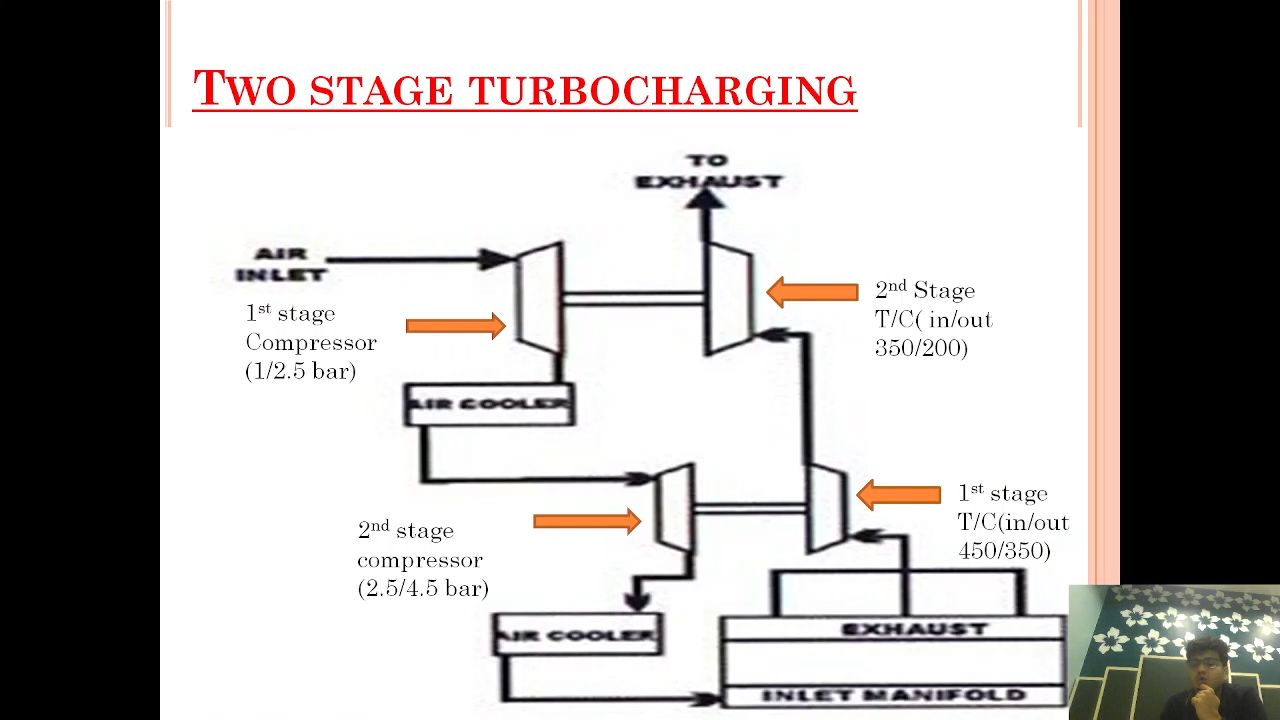 TWO STAGE TURBOCHARGING
TO
EXHAUST
AIR
INLET
1st stage
Compressor
(1/2.5 bar)
2nd Stage
T/C( in/out
350/200)
AIR COOLER
2nd stage
compressor
(2.5/4.5 bar)
1st stage
T/C(in/out
450/350)
AIR COOLER
EXHAUST
INLET MANIFOLD